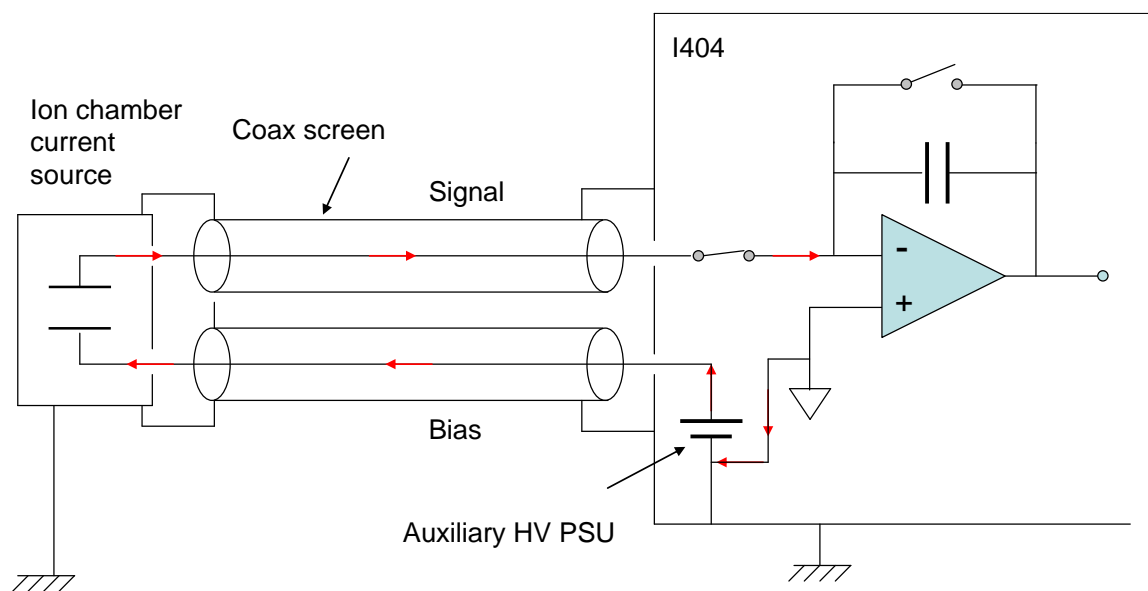 I404
Ion chamber
current
source
Coax screen
Signal
-
+
Bias
Auxiliary HV PSU